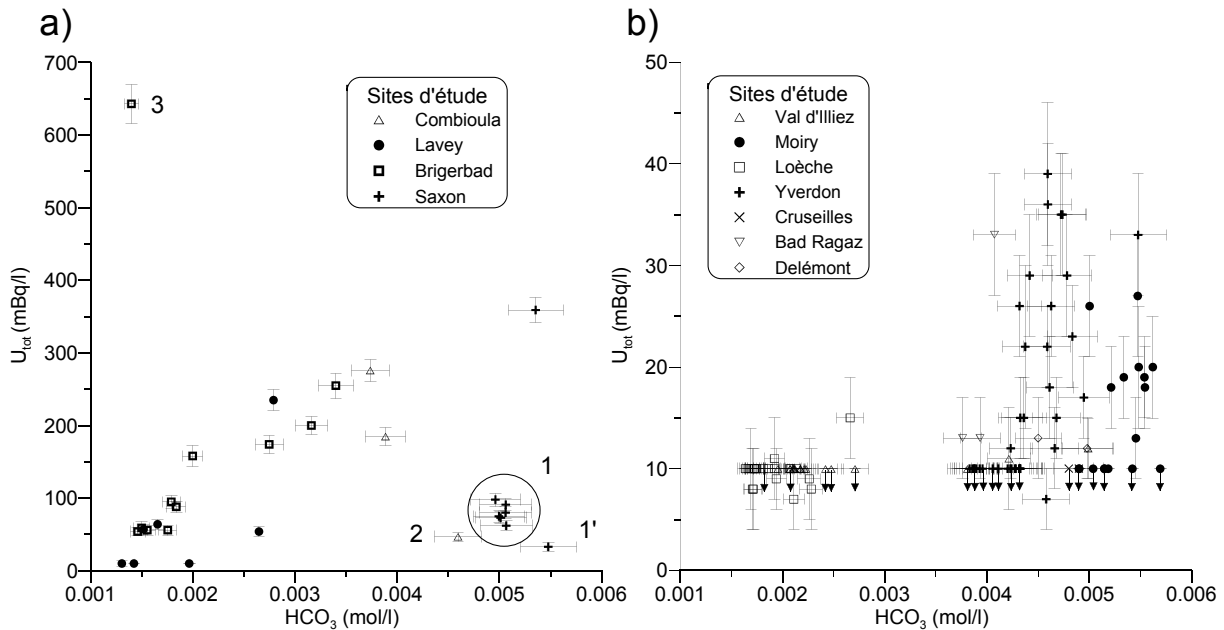 a)
700
600
500
400
300
200
100
0
U_tot (mBq/l)
0.001 0.002 0.003 0.004 0.005 0.006
HCO₃ (mol/l)
Sites d'étude
Combioula
Lavey
Brigerbad
Saxon
3
1
2
1'
b)
50
40
30
20
10
0
U_tot (mBq/l)
0.001 0.002 0.003 0.004 0.005 0.006
HCO₃ (mol/l)
Sites d'étude
Val d'Illiez
Moiry
Loèche
Yverdon
Cruseilles
Bad Ragaz
Delémont